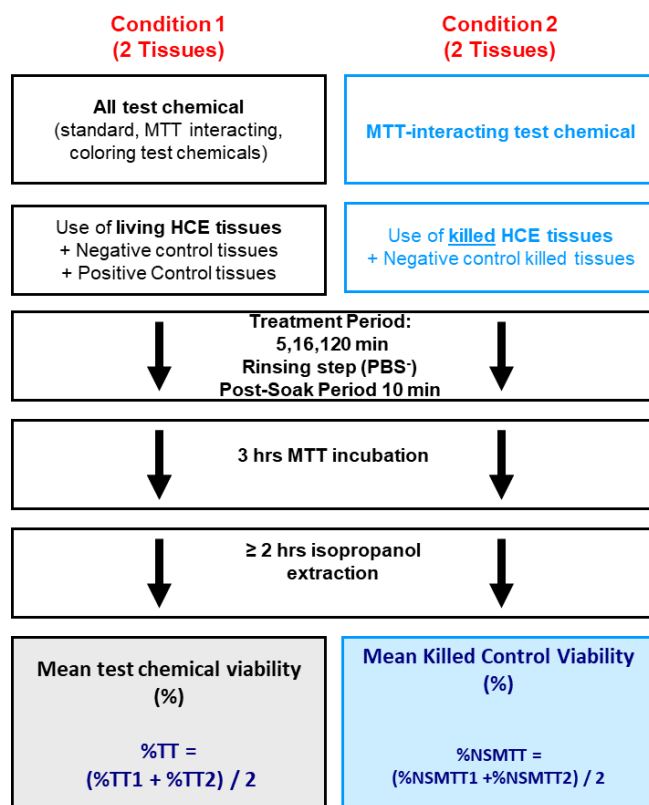 Condition 1
(2 Tissues)
Condition 2
(2 Tissues)
All test chemical
(standard, MTT interacting,
coloring test chemicals)
MTT-interacting test chemical
Use of living HCE tissues
+ Negative control tissues
+ Positive Control tissues
Use of killed HCE tissues
+ Negative control killed tissues
Treatment Period:
5,16,120 min
Rinsing step (PBS⁻)
Post-Soak Period 10 min
3 hrs MTT incubation
≥ 2 hrs isopropanol
extraction
Mean test chemical viability
(%)
%TT =
(%TT1 + %TT2) / 2
Mean Killed Control Viability
(%)
%NSMTT =
(%NSMTT1 +%NSMTT2) / 2